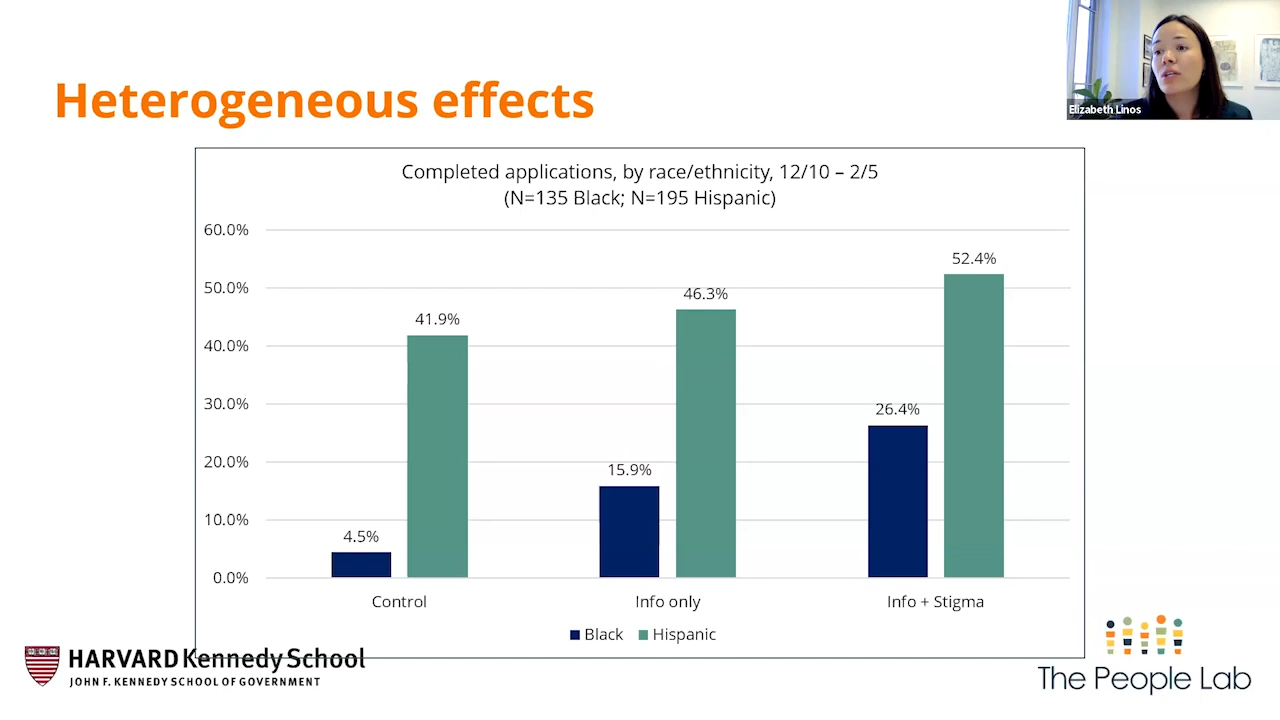 Elizabeth Linos
Heterogeneous effects
Completed applications, by race/ethnicity, 12/10 – 2/5
(N=135 Black; N=195 Hispanic)
60.0%
50.0%
40.0%
30.0%
20.0%
10.0%
0.0%
4.5%
41.9%
15.9%
46.3%
26.4%
52.4%
Control
Info only
Info + Stigma
Black
Hispanic
HARVARD Kennedy School
JOHN F. KENNEDY SCHOOL OF GOVERNMENT
The People Lab